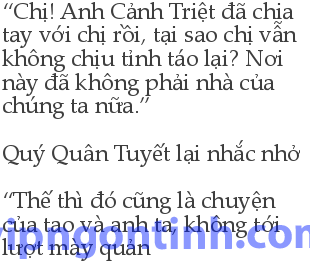 “Chị! Anh Cảnh Triệt đã chia
tay với chị rồi, tại sao chị vẫn
không chịu tỉnh táo lại? Nơi
này đã không phải nhà của
chúng ta nữa.”
Quý Quân Tuyết lại nhắc nhở
“Thế thì đó cũng là chuyện
của tao và anh ta, không tới
lượt mày quản
vipngontinh.com